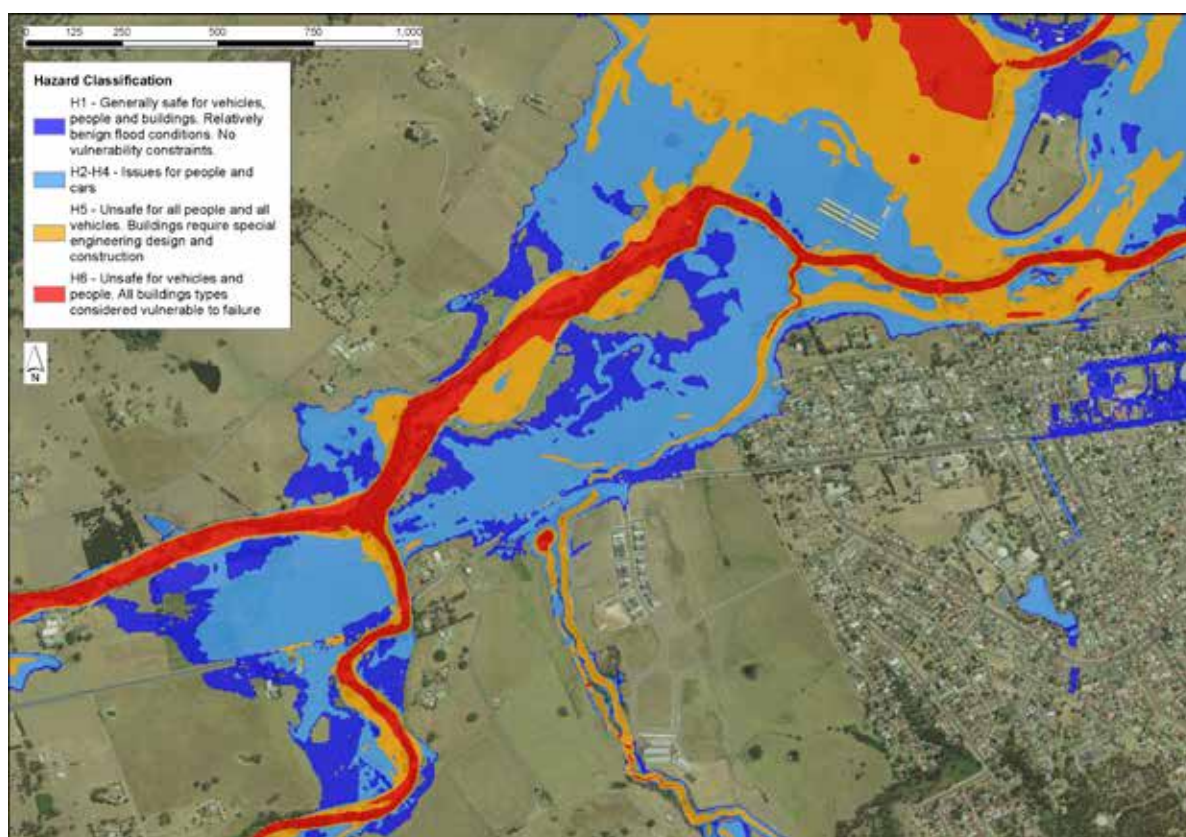 0 125 250 500 750 1,000
m
Hazard Classification
H1 - Generally safe for vehicles,
people and buildings. Relatively
benign flood conditions. No
vulnerability constraints.
H2-H4 - Issues for people and
cars
H5 - Unsafe for all people and all
vehicles. Buildings require special
engineering design and
construction
H6 - Unsafe for vehicles and
people. All buildings types
considered vulnerable to failure
N